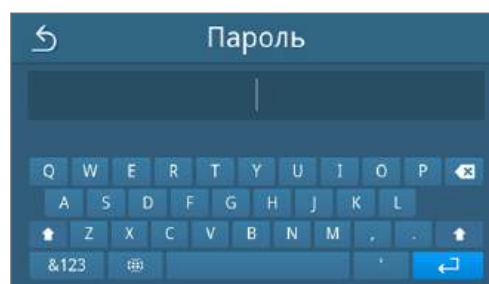 Пароль
Q W E R T Y U I O P
A S D F G H J K L
Z X C V B N M , .
&123 '